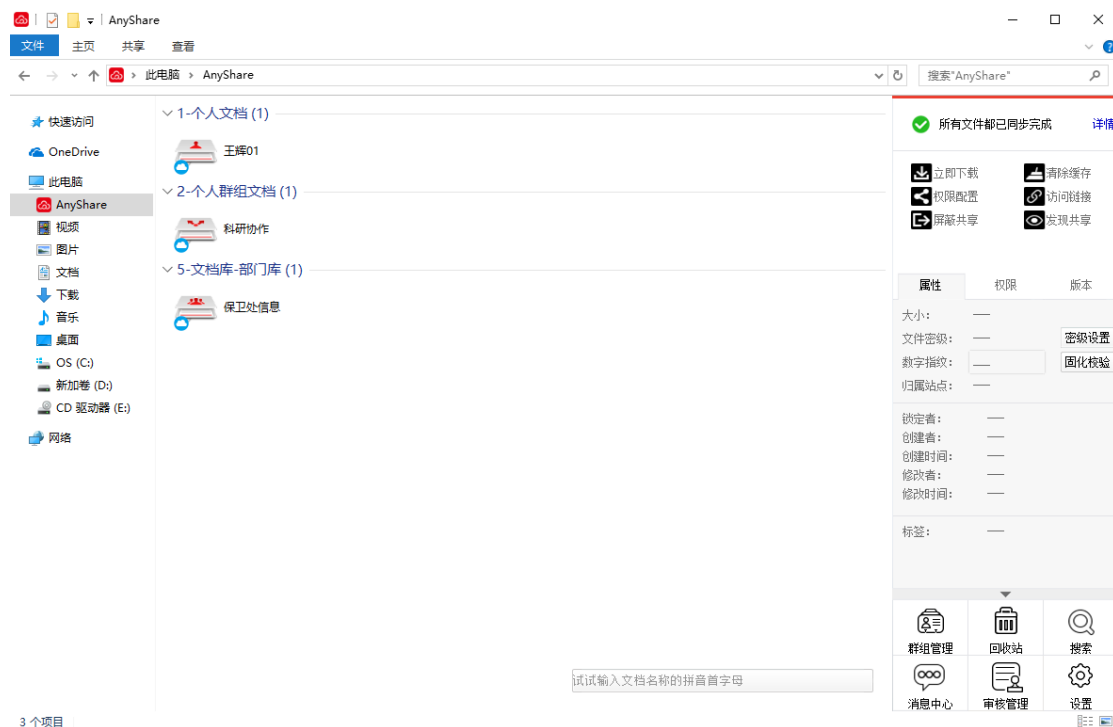 AnyShare
文件 主页 共享 查看
此电脑 › AnyShare
搜索"AnyShare"
快速访问
OneDrive
此电脑
AnyShare
视频
图片
文档
下载
音乐
桌面
OS (C:)
新加卷 (D:)
CD 驱动器 (E:)
网络
1-个人文档 (1)
王辉01
2-个人群组文档 (1)
科研协作
5-文档库-部门库 (1)
保卫处信息
试试输入文档名称的拼音首字母
所有文件都已同步完成 详情
立即下载 清除缓存
权限配置 访问链接
屏蔽共享 发现共享
属性 权限 版本
大小: —
文件密级: — 密级设置
数字指纹: — 固化校验
归属站点: —
锁定者: —
创建者: —
创建时间: —
修改者: —
修改时间: —
标签: —
群组管理 回收站 搜索
消息中心 审核管理 设置
3 个项目